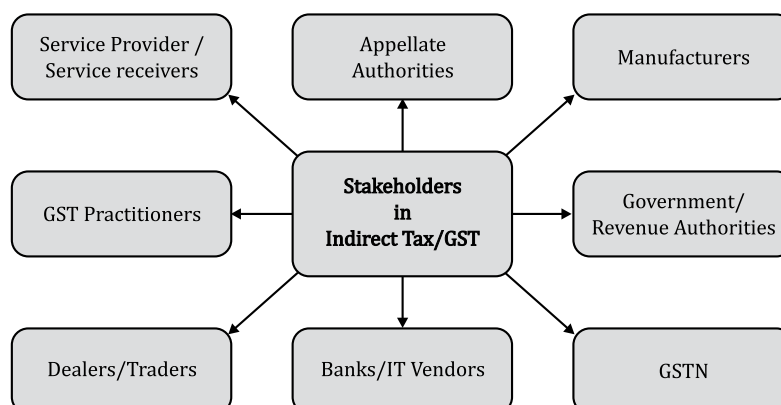 Service Provider /
Service receivers
Appellate
Authorities
Manufacturers
GST Practitioners
Stakeholders
in
Indirect Tax/GST
Government/
Revenue Authorities
Dealers/Traders
Banks/IT Vendors
GSTN